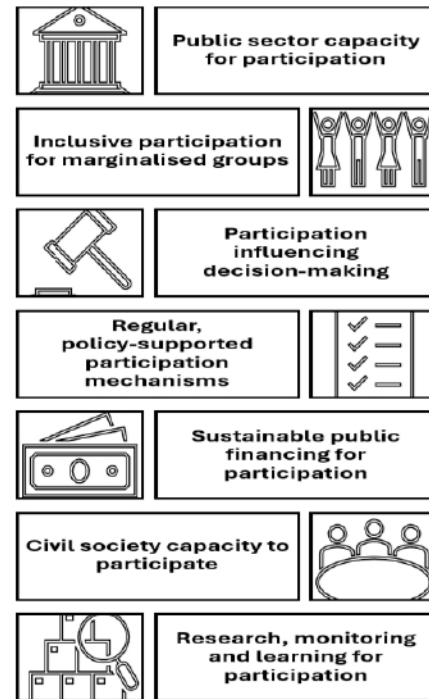 Public sector capacity
for participation
Inclusive participation
for marginalised groups
Participation
influencing
decision-making
Regular,
policy-supported
participation
mechanisms
Sustainable public
financing for
participation
Civil society capacity to
participate
Research, monitoring
and learning for
participation